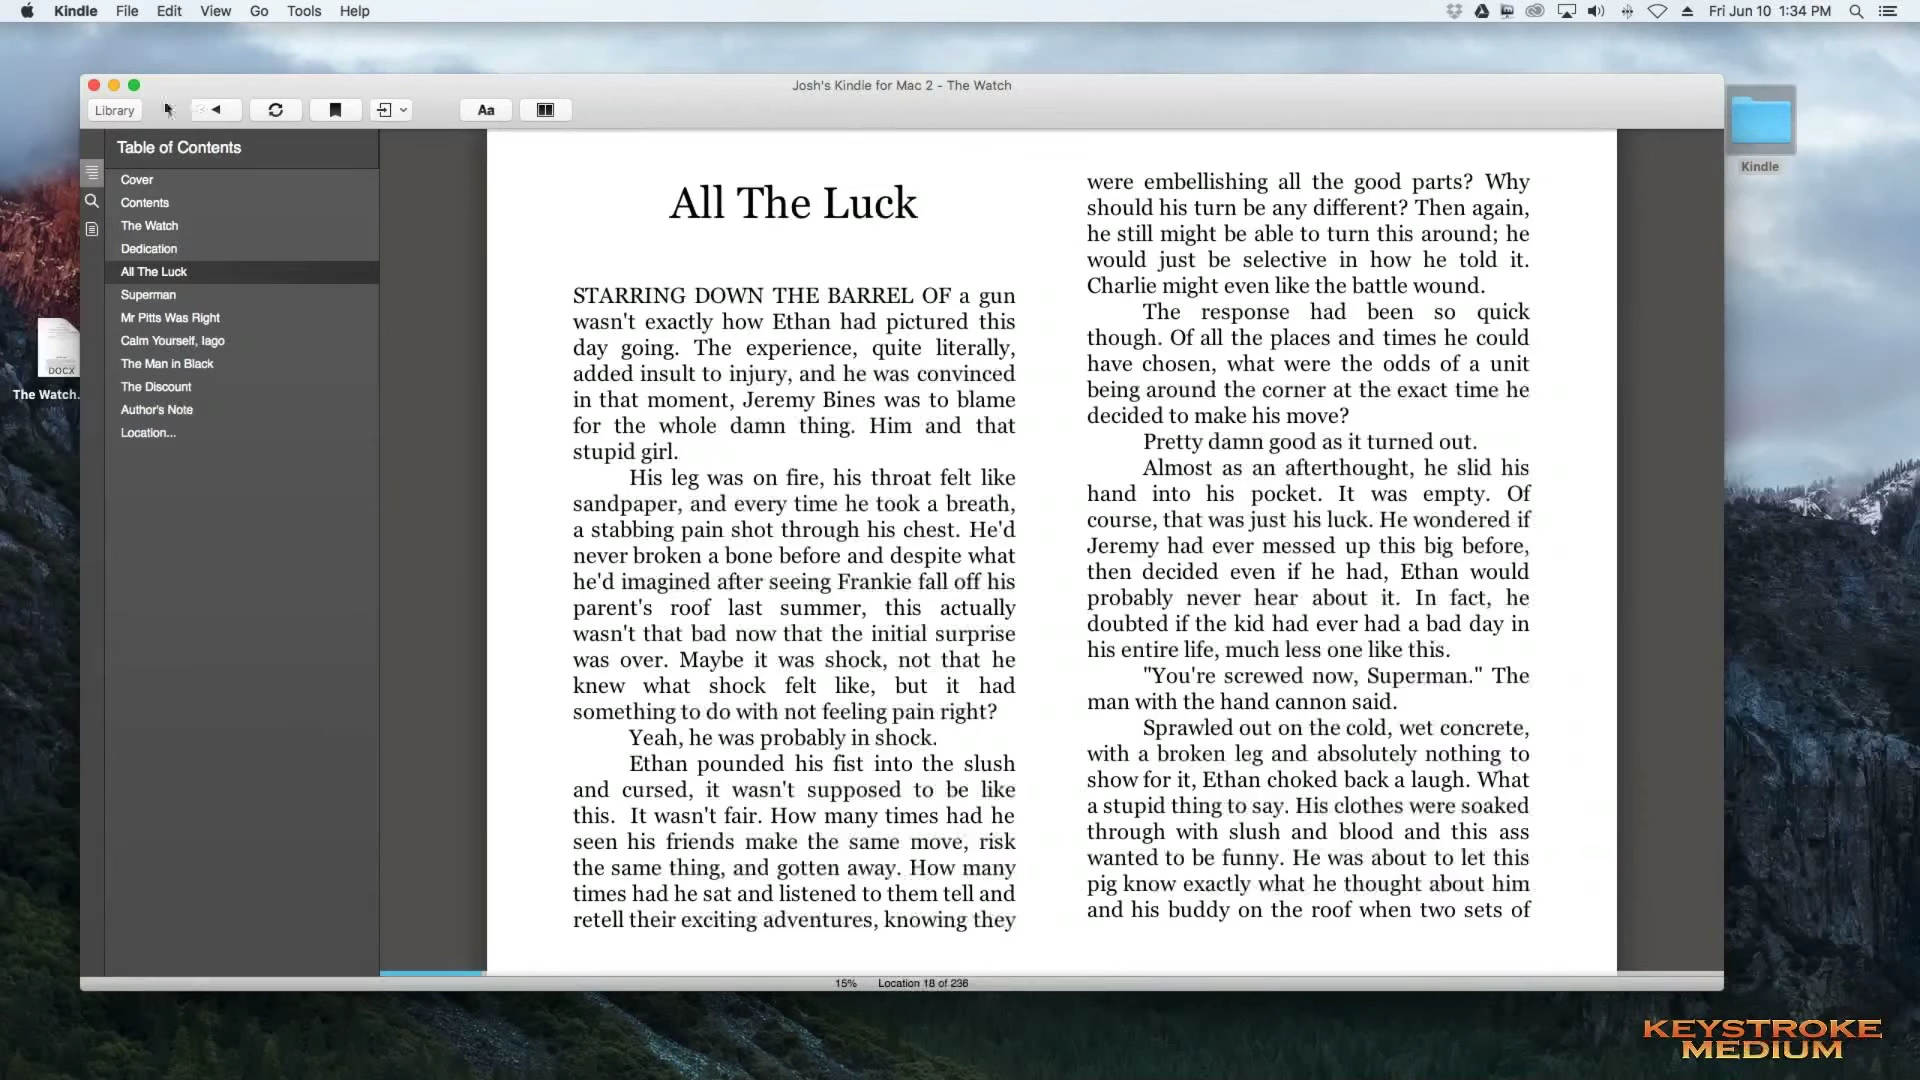 Kindle File Edit View Go Tools Help
Fri Jun 10 1:34 PM
Josh's Kindle for Mac 2 - The Watch
Library
Aa
Table of Contents
Cover
Contents
The Watch
Dedication
All The Luck
Superman
Mr Pitts Was Right
Calm Yourself, Iago
The Man in Black
The Discount
Author's Note
Location...
DOCX
The Watch.
Kindle
All The Luck
STARRING DOWN THE BARREL OF a gun
wasn't exactly how Ethan had pictured this
day going. The experience, quite literally,
added insult to injury, and he was convinced
in that moment, Jeremy Bines was to blame
for the whole damn thing. Him and that
stupid girl.
His leg was on fire, his throat felt like
sandpaper, and every time he took a breath,
a stabbing pain shot through his chest. He'd
never broken a bone before and despite what
he'd imagined after seeing Frankie fall off his
parent's roof last summer, this actually
wasn't that bad now that the initial surprise
was over. Maybe it was shock, not that he
knew what shock felt like, but it had
something to do with not feeling pain right?
Yeah, he was probably in shock.
Ethan pounded his fist into the slush
and cursed, it wasn't supposed to be like
this. It wasn't fair. How many times had he
seen his friends make the same move, risk
the same thing, and gotten away. How many
times had he sat and listened to them tell and
retell their exciting adventures, knowing they
were embellishing all the good parts? Why
should his turn be any different? Then again,
he still might be able to turn this around; he
would just be selective in how he told it.
Charlie might even like the battle wound.
The response had been so quick
though. Of all the places and times he could
have chosen, what were the odds of a unit
being around the corner at the exact time he
decided to make his move?
Pretty damn good as it turned out.
Almost as an afterthought, he slid his
hand into his pocket. It was empty. Of
course, that was just his luck. He wondered if
Jeremy had ever messed up this big before,
then decided even if he had, Ethan would
probably never hear about it. In fact, he
doubted if the kid had ever had a bad day in
his entire life, much less one like this.
"You're screwed now, Superman." The
man with the hand cannon said.
Sprawled out on the cold, wet concrete,
with a broken leg and absolutely nothing to
show for it, Ethan choked back a laugh. What
a stupid thing to say. His clothes were soaked
through with slush and blood and this ass
wanted to be funny. He was about to let this
pig know exactly what he thought about him
and his buddy on the roof when two sets of
15% Location 18 of 236
KEYSTROKE
MEDIUM